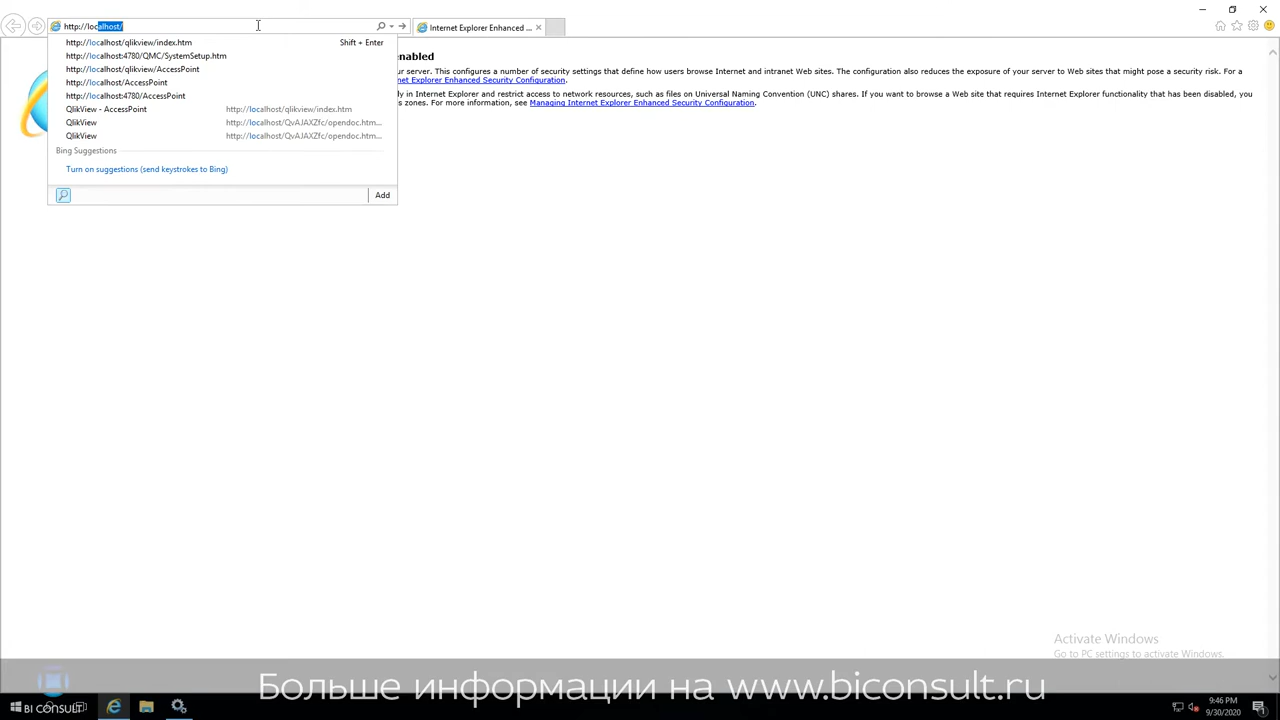 http://localhost/
Internet Explorer Enhanced ...
http://localhost/qlikview/index.htm Shift + Enter
http://localhost:4780/QMC/SystemSetup.htm
http://localhost/qlikview/AccessPoint
http://localhost/AccessPoint
http://localhost:4780/AccessPoint
QlikView - AccessPoint http://localhost/qlikview/index.htm
QlikView http://localhost/QvAJAXZfc/opendoc.htm...
QlikView http://localhost/QvAJAXZfc/opendoc.htm...
Bing Suggestions
Turn on suggestions (send keystrokes to Bing)
Add
enabled
ur server. This configures a number of security settings that define how users browse Internet and intranet Web sites. The configuration also reduces the exposure of your server to Web sites that might pose a security risk. For a
net Explorer Enhanced Security Configuration.
ly in Internet Explorer and restrict access to network resources, such as files on Universal Naming Convention (UNC) shares. If you want to browse a Web site that requires Internet Explorer functionality that has been disabled, you
s zones. For more information, see Managing Internet Explorer Enhanced Security Configuration.
Activate Windows
Go to PC settings to activate Windows.
Больше информации на www.biconsult.ru
BI CONSULT
9:46 PM
9/30/2020
1